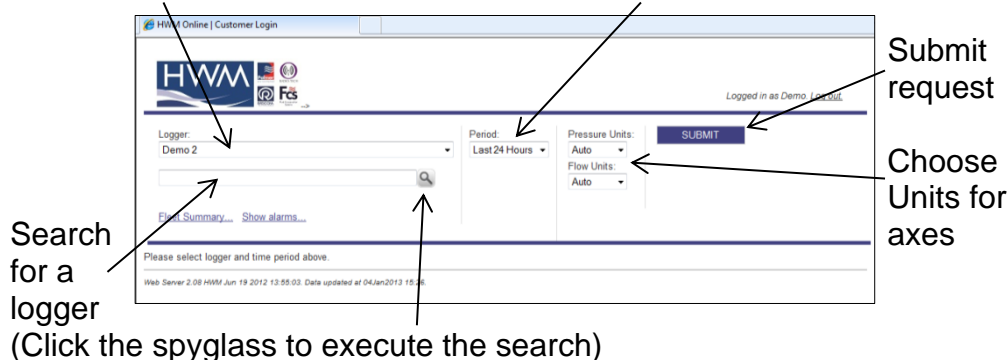 HWM Online | Customer Login
HWM
Fcs
Logged in as Demo. Log out.
Submit
request
Logger:
Demo 2
Period:
Last 24 Hours
Pressure Units:
Auto
Flow Units:
Auto
SUBMIT
Choose
Units for
axes
Fleet Summary... Show alarms...
Search
for a
logger
Please select logger and time period above.
Web Server 2.08 HWM Jun 19 2012 13:55:03. Data updated at 04Jan2013 15:26.
(Click the spyglass to execute the search)